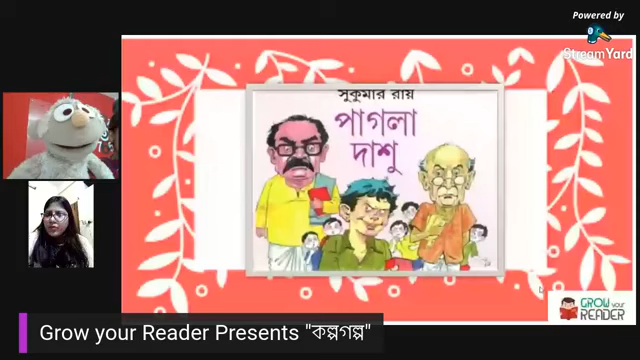 Powered by
StreamYard
সুকুমার রায়
পাগলা
দাশু
GROW your
READER
Grow your Reader Presents "কল্পগল্প"